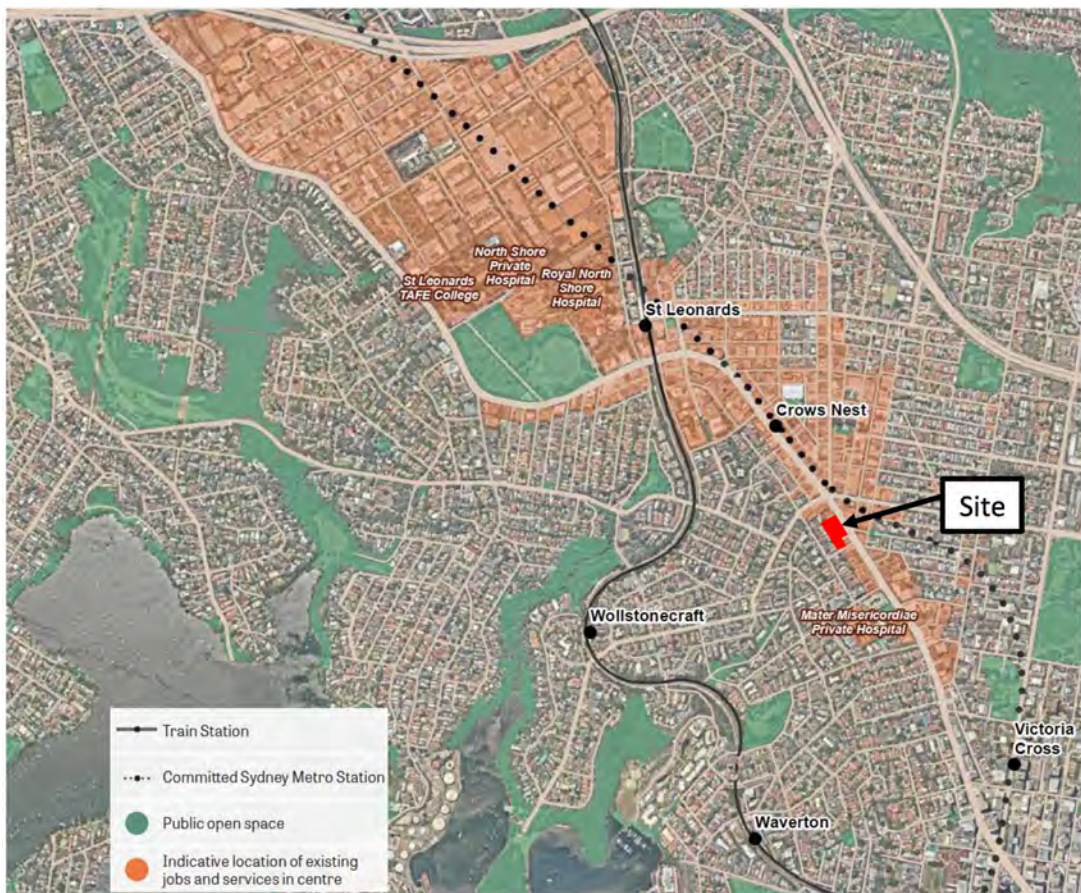 North Shore
Private
Hospital
St Leonards
TAFE College
Royal North
Shore
Hospital
St Leonards
Crows Nest
Site
Wollstonecraft
Mater Misericordiae
Private Hospital
Victoria
Cross
Waverton
Train Station
Committed Sydney Metro Station
Public open space
Indicative location of existing
jobs and services in centre